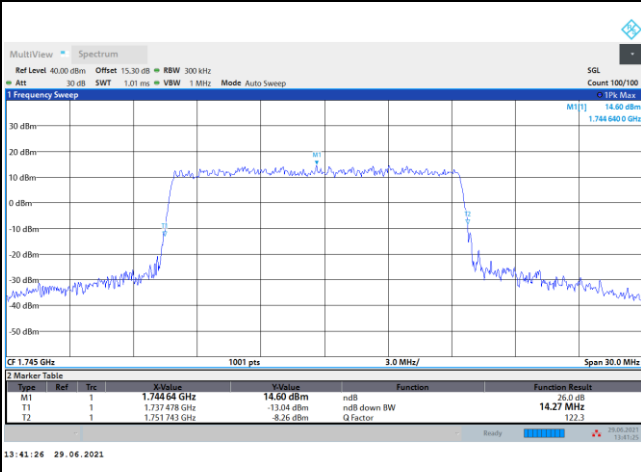 MultiView Spectrum
Ref Level 40.00 dBm Offset 15.30 dB RBW 300 kHz SGL
Att 30 dB SWT 1.01 ms VBW 1 MHz Mode Auto Sweep Count 100/100
1 Frequency Sweep 1Pk Max
M1[1] 14.60 dBm
1.744 640 0 GHz
30 dBm
20 dBm
M1
10 dBm
0 dBm
T1 T2
-10 dBm
-20 dBm
-30 dBm
-40 dBm
-50 dBm
CF 1.745 GHz 1001 pts 3.0 MHz/ Span 30.0 MHz
2 Marker Table
Type Ref Trc X-Value Y-Value Function Function Result
M1 1 1.744 64 GHz 14.60 dBm ndB 26.0 dB
T1 1 1.737 478 GHz -13.04 dBm ndB down BW 14.27 MHz
T2 1 1.751 743 GHz -8.26 dBm Q Factor 122.3
Ready 29.06.2021
13:41:25
13:41:26 29.06.2021